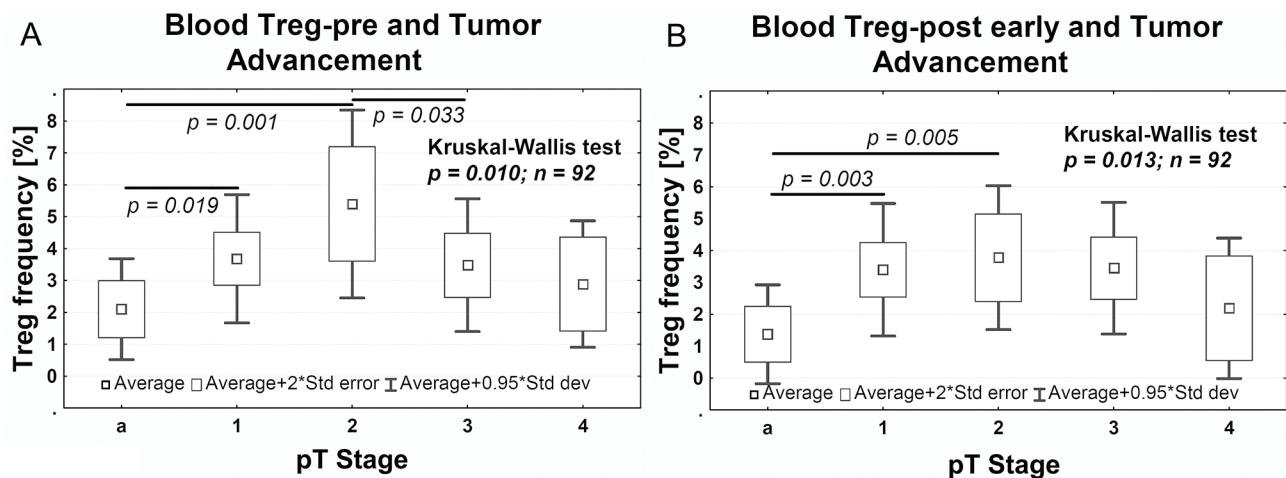 A
Blood Treg-pre and Tumor
Advancement
Treg frequency [%]
8
7
6
5
4
3
2
1
0
p = 0.001
p = 0.033
p = 0.019
Kruskal-Wallis test
p = 0.010; n = 92
Average Average+2*Std error Average+0.95*Std dev
a 1 2 3 4
pT Stage
B
Blood Treg-post early and Tumor
Advancement
Treg frequency [%]
8
7
6
5
4
3
2
1
0
p = 0.005
p = 0.003
Kruskal-Wallis test
p = 0.013; n = 92
Average Average+2*Std error Average+0.95*Std dev
a 1 2 3 4
pT Stage